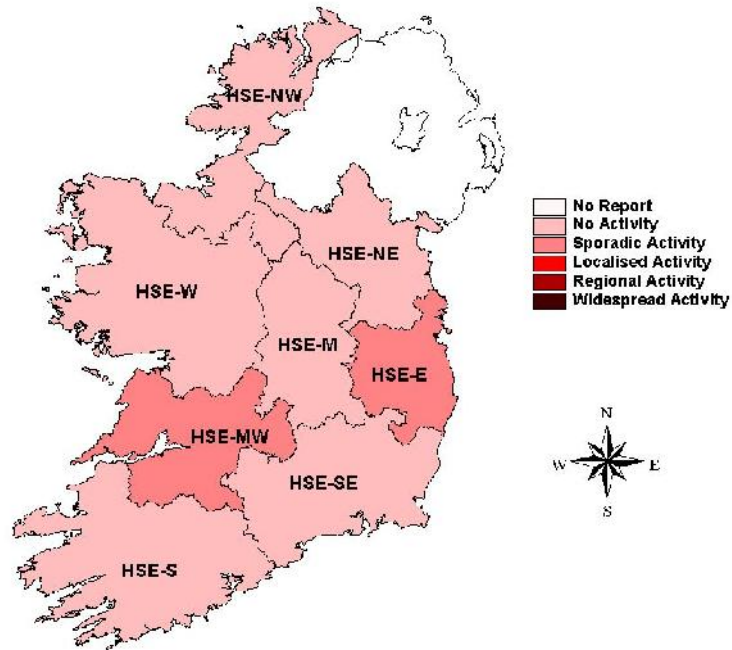 HSE-NW
No Report
No Activity
Sporadic Activity
Localised Activity
Regional Activity
Widespread Activity
HSE-NE
HSE-W
HSE-M
HSE-E
HSE-MW
HSE-SE
HSE-S
N
W E
S